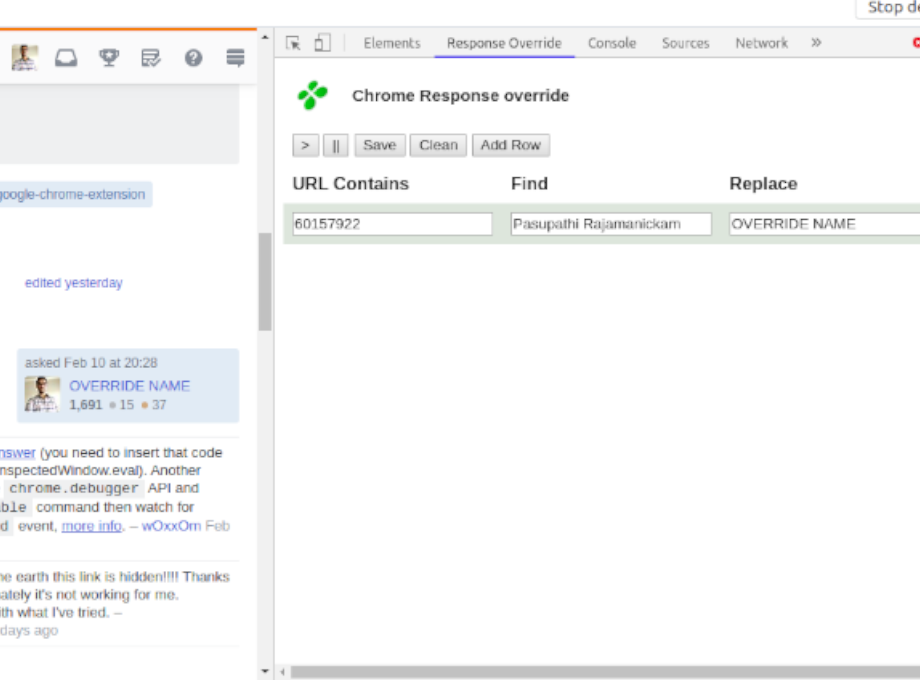 Stop de
Elements Response Override Console Sources Network »
Chrome Response override
> || Save Clean Add Row
URL Contains Find Replace
60157922 Pasupathi Rajamanickam OVERRIDE NAME
google-chrome-extension
edited yesterday
asked Feb 10 at 20:28
OVERRIDE NAME
1,691 15 37
nswer (you need to insert that code
nspectedWindow.eval). Another
chrome.debugger API and
ble command then watch for
d event, more info. – wOxxOm Feb
he earth this link is hidden!!!! Thanks
ately it's not working for me.
ith what I've tried. –
days ago